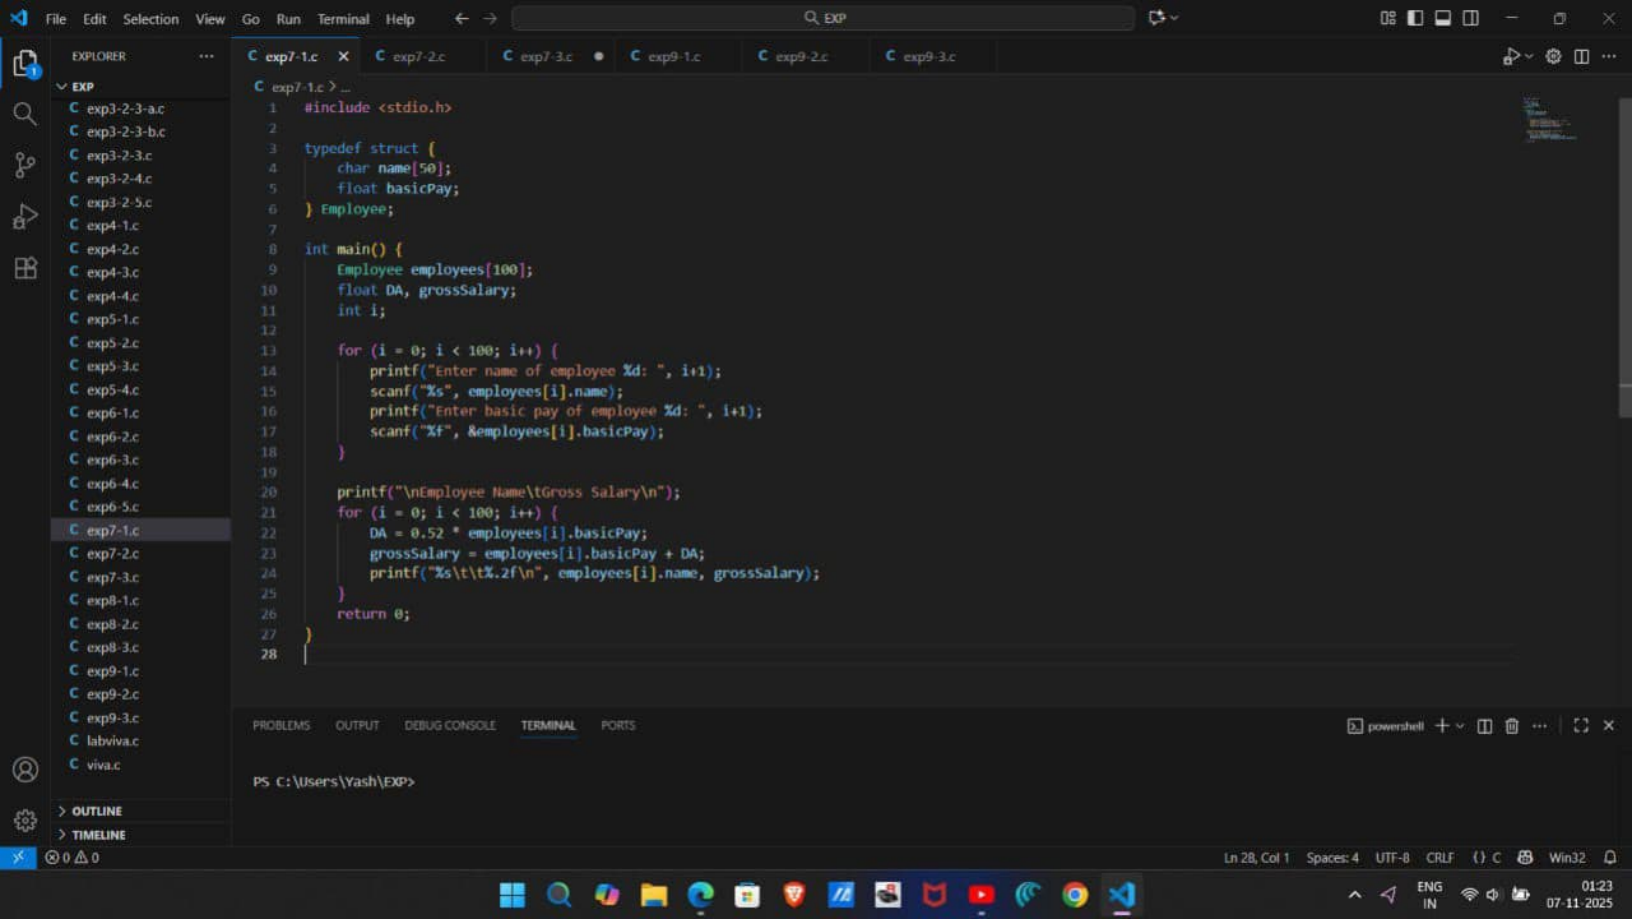 File Edit Selection View Go Run Terminal Help
EXP
EXPLORER
EXP
exp3-2-3-a.c
exp3-2-3-b.c
exp3-2-3.c
exp3-2-4.c
exp3-2-5.c
exp4-1.c
exp4-2.c
exp4-3.c
exp4-4.c
exp5-1.c
exp5-2.c
exp5-3.c
exp5-4.c
exp6-1.c
exp6-2.c
exp6-3.c
exp6-4.c
exp6-5.c
exp7-1.c
exp7-2.c
exp7-3.c
exp8-1.c
exp8-2.c
exp8-3.c
exp9-1.c
exp9-2.c
exp9-3.c
labviva.c
viva.c
OUTLINE
TIMELINE
C exp7-1.c C exp7-2.c C exp7-3.c C exp9-1.c C exp9-2.c C exp9-3.c
C exp7-1.c > ...
1 #include <stdio.h>
2
3 typedef struct {
4 char name[50];
5 float basicPay;
6 } Employee;
7
8 int main() {
9 Employee employees[100];
10 float DA, grossSalary;
11 int i;
12
13 for (i = 0; i < 100; i++) {
14 printf("Enter name of employee %d: ", i+1);
15 scanf("%s", employees[i].name);
16 printf("Enter basic pay of employee %d: ", i+1);
17 scanf("%f", &employees[i].basicPay);
18 }
19
20 printf("\nEmployee Name\tGross Salary\n");
21 for (i = 0; i < 100; i++) {
22 DA = 0.52 * employees[i].basicPay;
23 grossSalary = employees[i].basicPay + DA;
24 printf("%s\t\t%.2f\n", employees[i].name, grossSalary);
25 }
26 return 0;
27 }
28
PROBLEMS OUTPUT DEBUG CONSOLE TERMINAL PORTS
powershell
PS C:\Users\Yash\EXP>
0 0
Ln 28, Col 1 Spaces: 4 UTF-8 CRLF {} C Win32
ENG
IN
01:23
07-11-2025